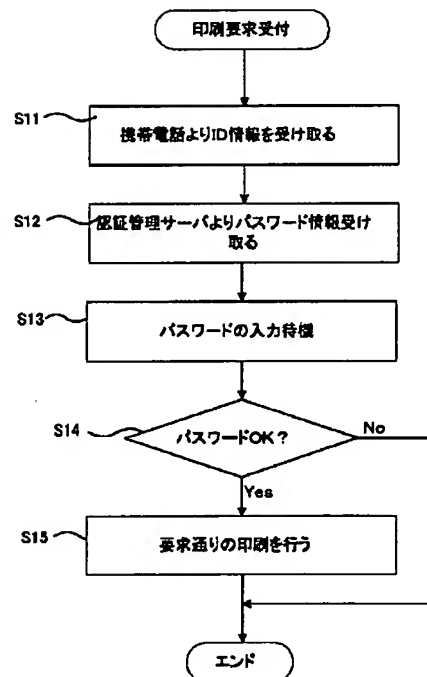 印刷要求受付
S11
携帯電話よりID情報を受け取る
S12
認証管理サーバよりパスワード情報受け
取る
S13
パスワードの入力待機
S14
パスワードOK？
No
Yes
S15
要求通りの印刷を行う
エンド